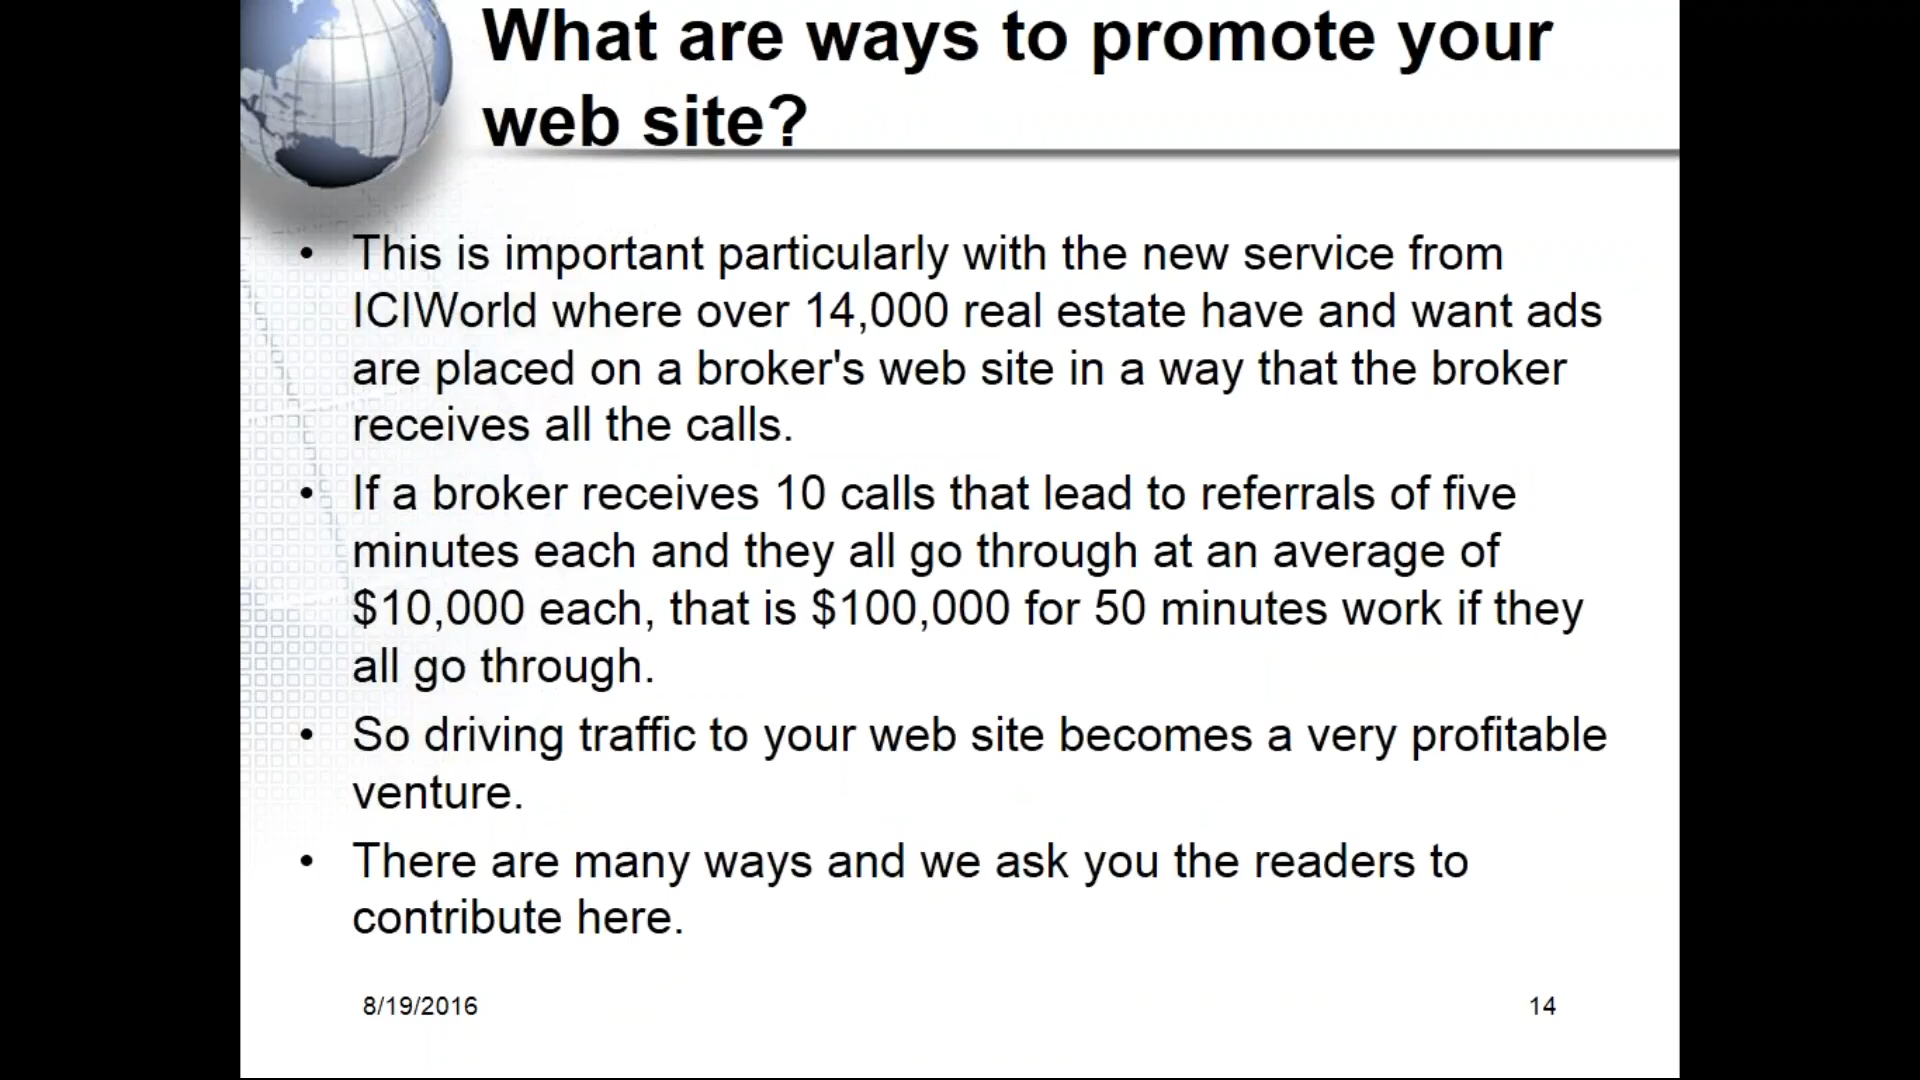 What are ways to promote your
web site?
• This is important particularly with the new service from
ICIWorld where over 14,000 real estate have and want ads
are placed on a broker's web site in a way that the broker
receives all the calls.
• If a broker receives 10 calls that lead to referrals of five
minutes each and they all go through at an average of
$10,000 each, that is $100,000 for 50 minutes work if they
all go through.
• So driving traffic to your web site becomes a very profitable
venture.
• There are many ways and we ask you the readers to
contribute here.
8/19/2016
14